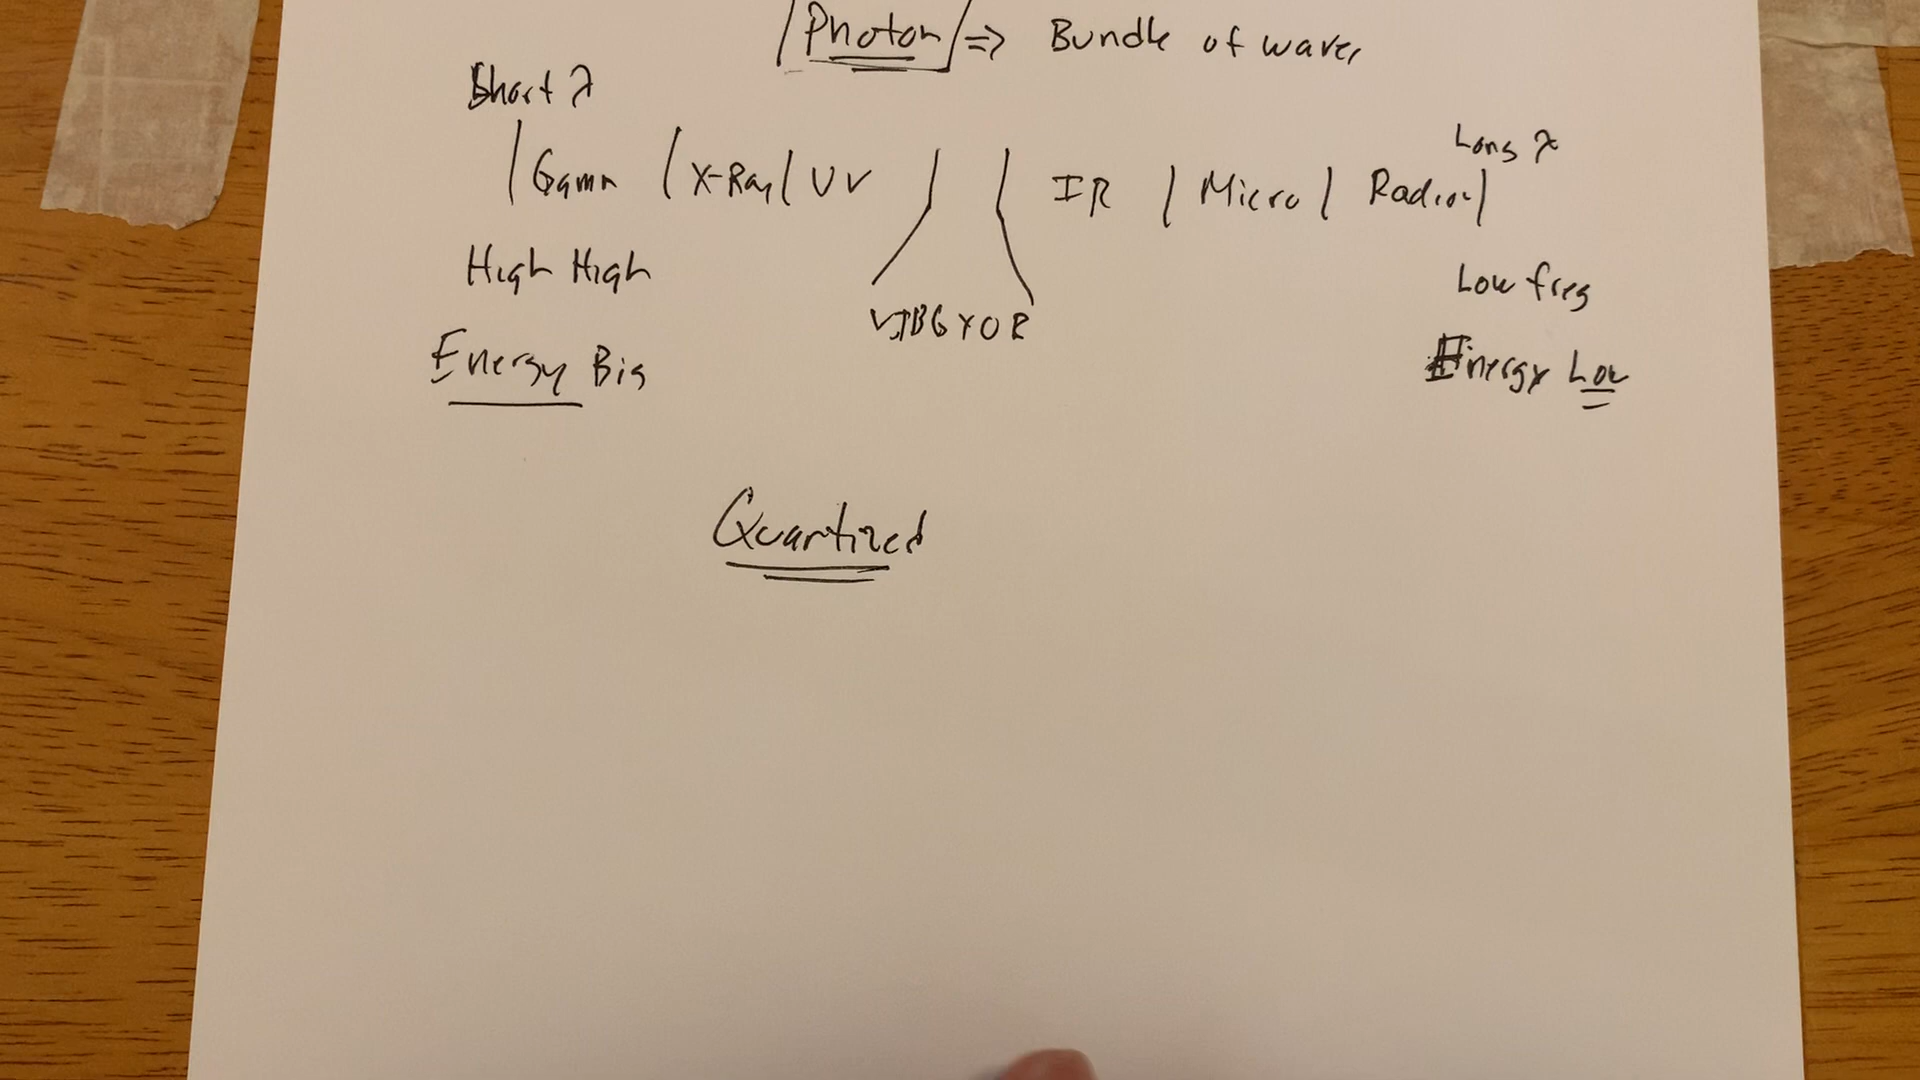 Photon => Bundle of waves
Short λ
Long λ
| Gamm | X-Ray | UV | | IR | Micro | Radio |
High High
Low freq
VIBGYOR
Energy Big
Energy Low
Quantized